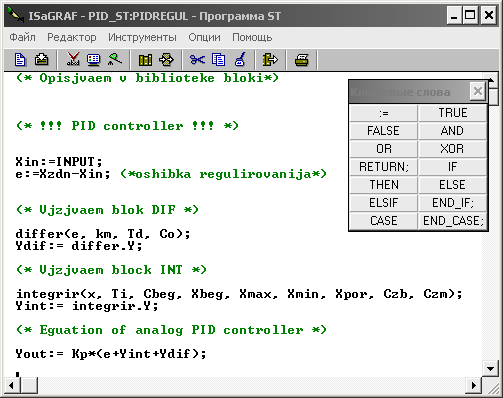 ISaGRAF - PID_ST:PIDREGUL - Программа ST
Файл Редактор Инструменты Опции Помощь
(* Opisjvaem v biblioteke bloki*)
(* !!! PID controller !!! *)
Xin:=INPUT;
e:=Xzdn-Xin; (*oshibka regulirovanija*)
(* Vjzjvaem blok DIF *)
differ(e, km, Td, Co);
Ydif:= differ.Y;
(* Vjzjvaem block INT *)
integrir(x, Ti, Cbeg, Xbeg, Xmax, Xmin, Xpor, Czb, Czm);
Yint:= integrir.Y;
(* Eguation of analog PID controller *)
Yout:= Kp*(e+Yint+Ydif);
Ключевые слова
:= TRUE
FALSE AND
OR XOR
RETURN; IF
THEN ELSE
ELSIF END_IF;
CASE END_CASE;